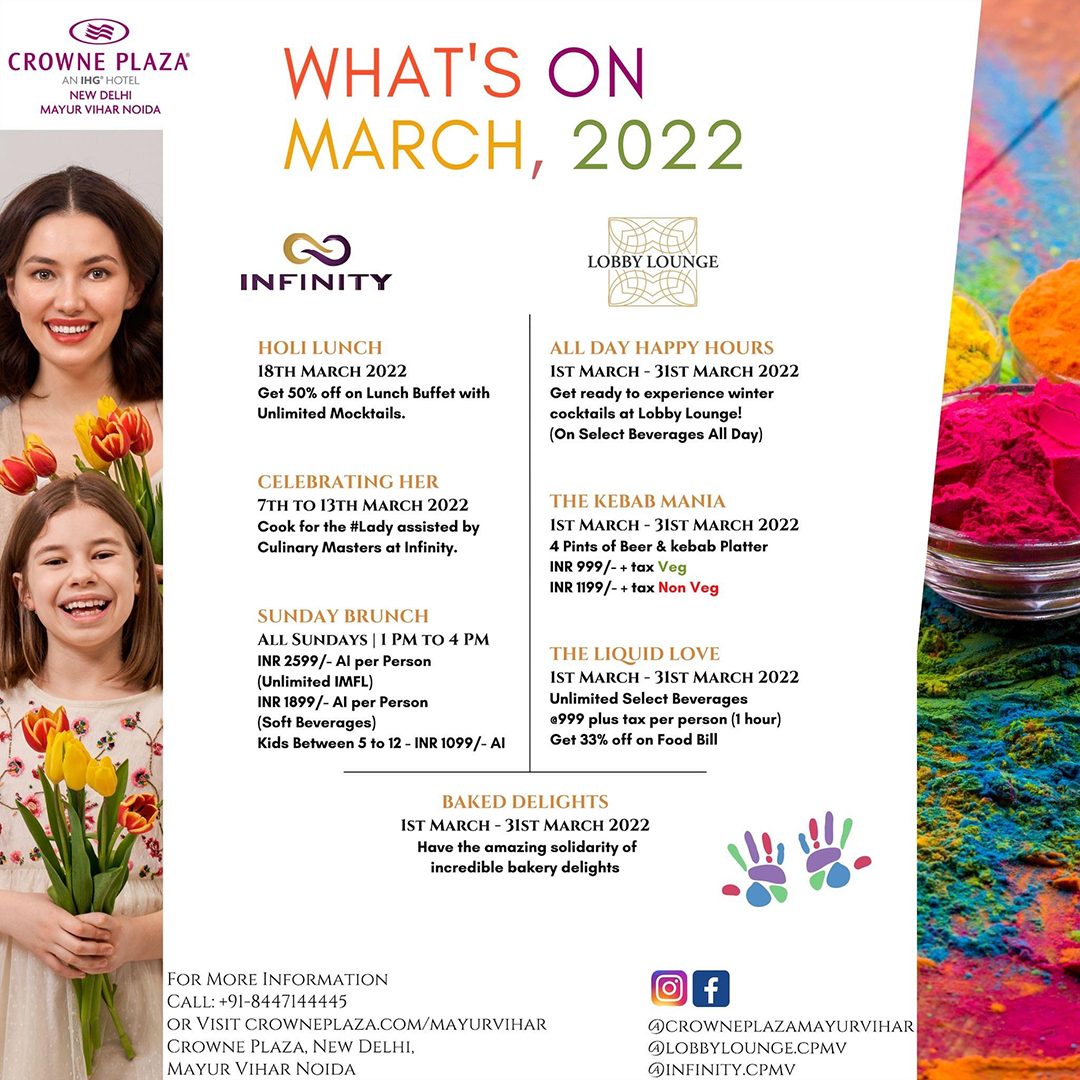 CROWNE PLAZA®
AN IHG® HOTEL
NEW DELHI
MAYUR VIHAR NOIDA
WHAT'S ON
MARCH, 2022
INFINITY
HOLI LUNCH
18TH MARCH 2022
Get 50% off on Lunch Buffet with
Unlimited Mocktails.
CELEBRATING HER
7TH TO 13TH MARCH 2022
Cook for the #Lady assisted by
Culinary Masters at Infinity.
SUNDAY BRUNCH
ALL SUNDAYS | 1 PM TO 4 PM
INR 2599/- AI per Person
(Unlimited IMFL)
INR 1899/- AI per Person
(Soft Beverages)
Kids Between 5 to 12 - INR 1099/- AI
LOBBY LOUNGE
ALL DAY HAPPY HOURS
1ST MARCH - 31ST MARCH 2022
Get ready to experience winter
cocktails at Lobby Lounge!
(On Select Beverages All Day)
THE KEBAB MANIA
1ST MARCH - 31ST MARCH 2022
4 Pints of Beer & kebab Platter
INR 999/- + tax Veg
INR 1199/- + tax Non Veg
THE LIQUID LOVE
1ST MARCH - 31ST MARCH 2022
Unlimited Select Beverages
@999 plus tax per person (1 hour)
Get 33% off on Food Bill
BAKED DELIGHTS
1ST MARCH - 31ST MARCH 2022
Have the amazing solidarity of
incredible bakery delights
FOR MORE INFORMATION
CALL: +91-8447144445
OR VISIT CROWNEPLAZA.COM/MAYURVIHAR
CROWNE PLAZA, NEW DELHI,
MAYUR VIHAR NOIDA
@CROWNEPLAZAMAYURVIHAR
@LOBBYLOUNGE.CPMV
@INFINITY.CPMV